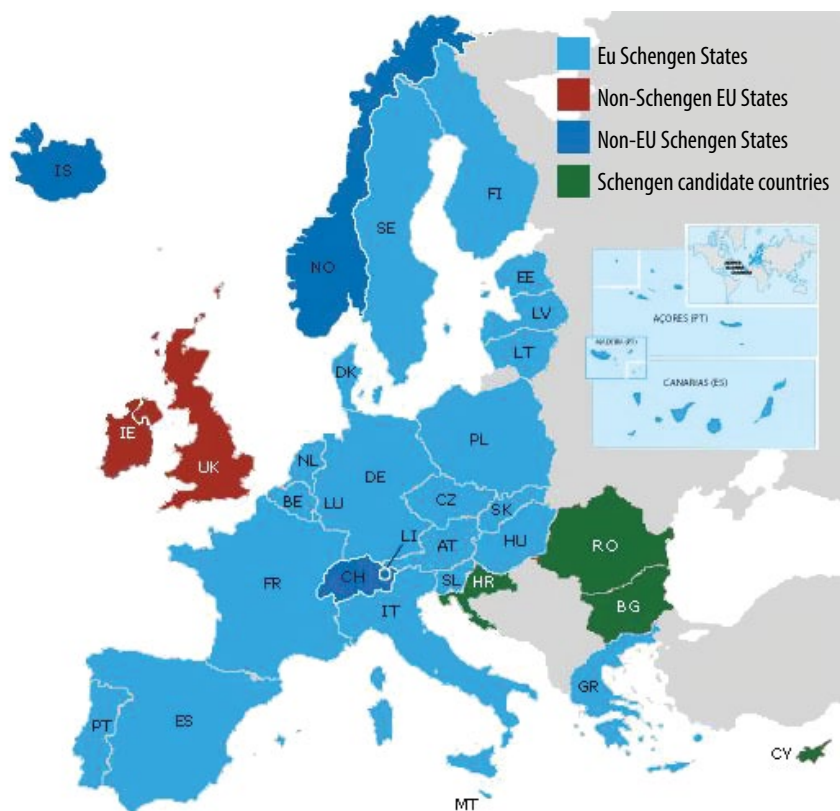 Eu Schengen States
Non-Schengen EU States
Non-EU Schengen States
Schengen candidate countries
IS
FI
SE
NO
EE
LV
AÇORES (PT)
MADEIRA (PT)
LT
DK
CANARIAS (ES)
IE
UK
NL
PL
DE
BE
LU
CZ
SK
LI
AT
HU
RO
FR
CH
SL
HR
IT
BG
PT
ES
GR
CY
MT